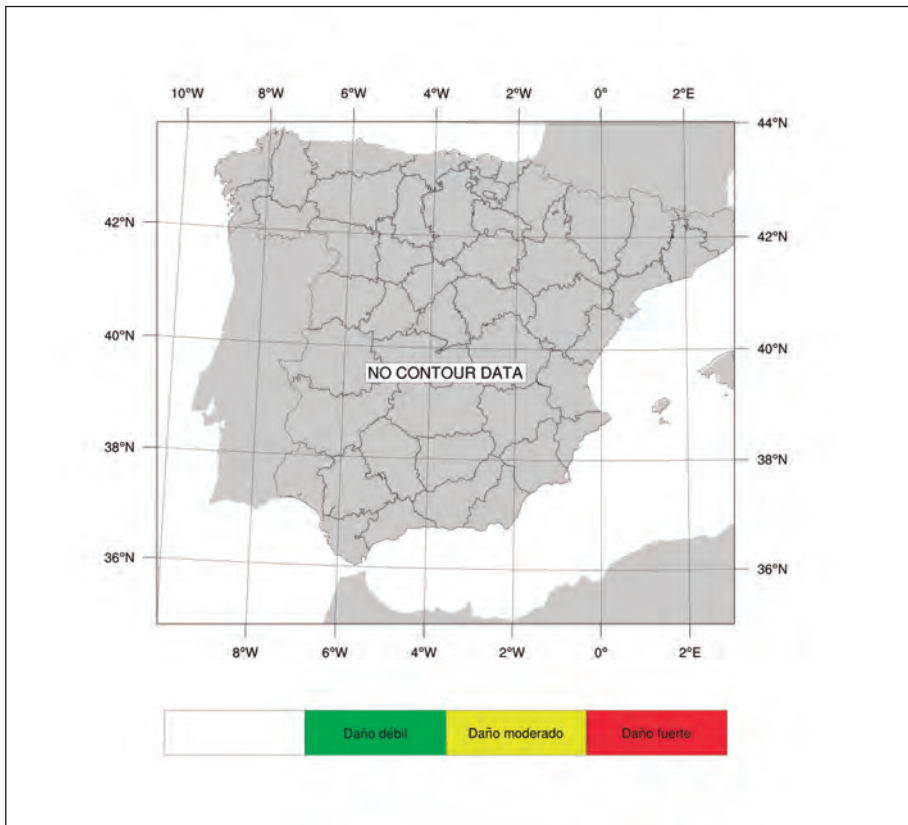 10°W 8°W 6°W 4°W 2°W 0° 2°E
44°N
42°N 42°N
40°N 40°N
NO CONTOUR DATA
38°N 38°N
36°N 36°N
8°W 6°W 4°W 2°W 0° 2°E
Daño débil Daño moderado Daño fuerte